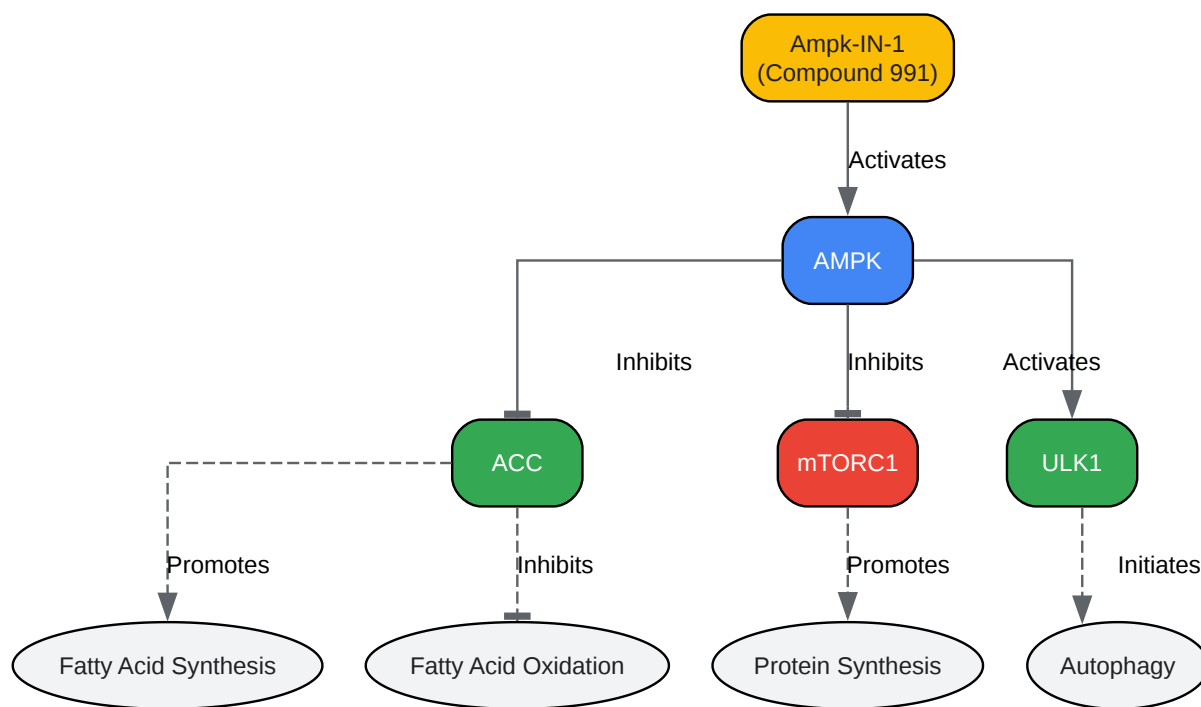 Ampk-IN-1
(Compound 991)
Activates
AMPK
Inhibits
Inhibits
Activates
ACC
mTORC1
ULK1
Promotes
Inhibits
Promotes
Initiates
Fatty Acid Synthesis
Fatty Acid Oxidation
Protein Synthesis
Autophagy